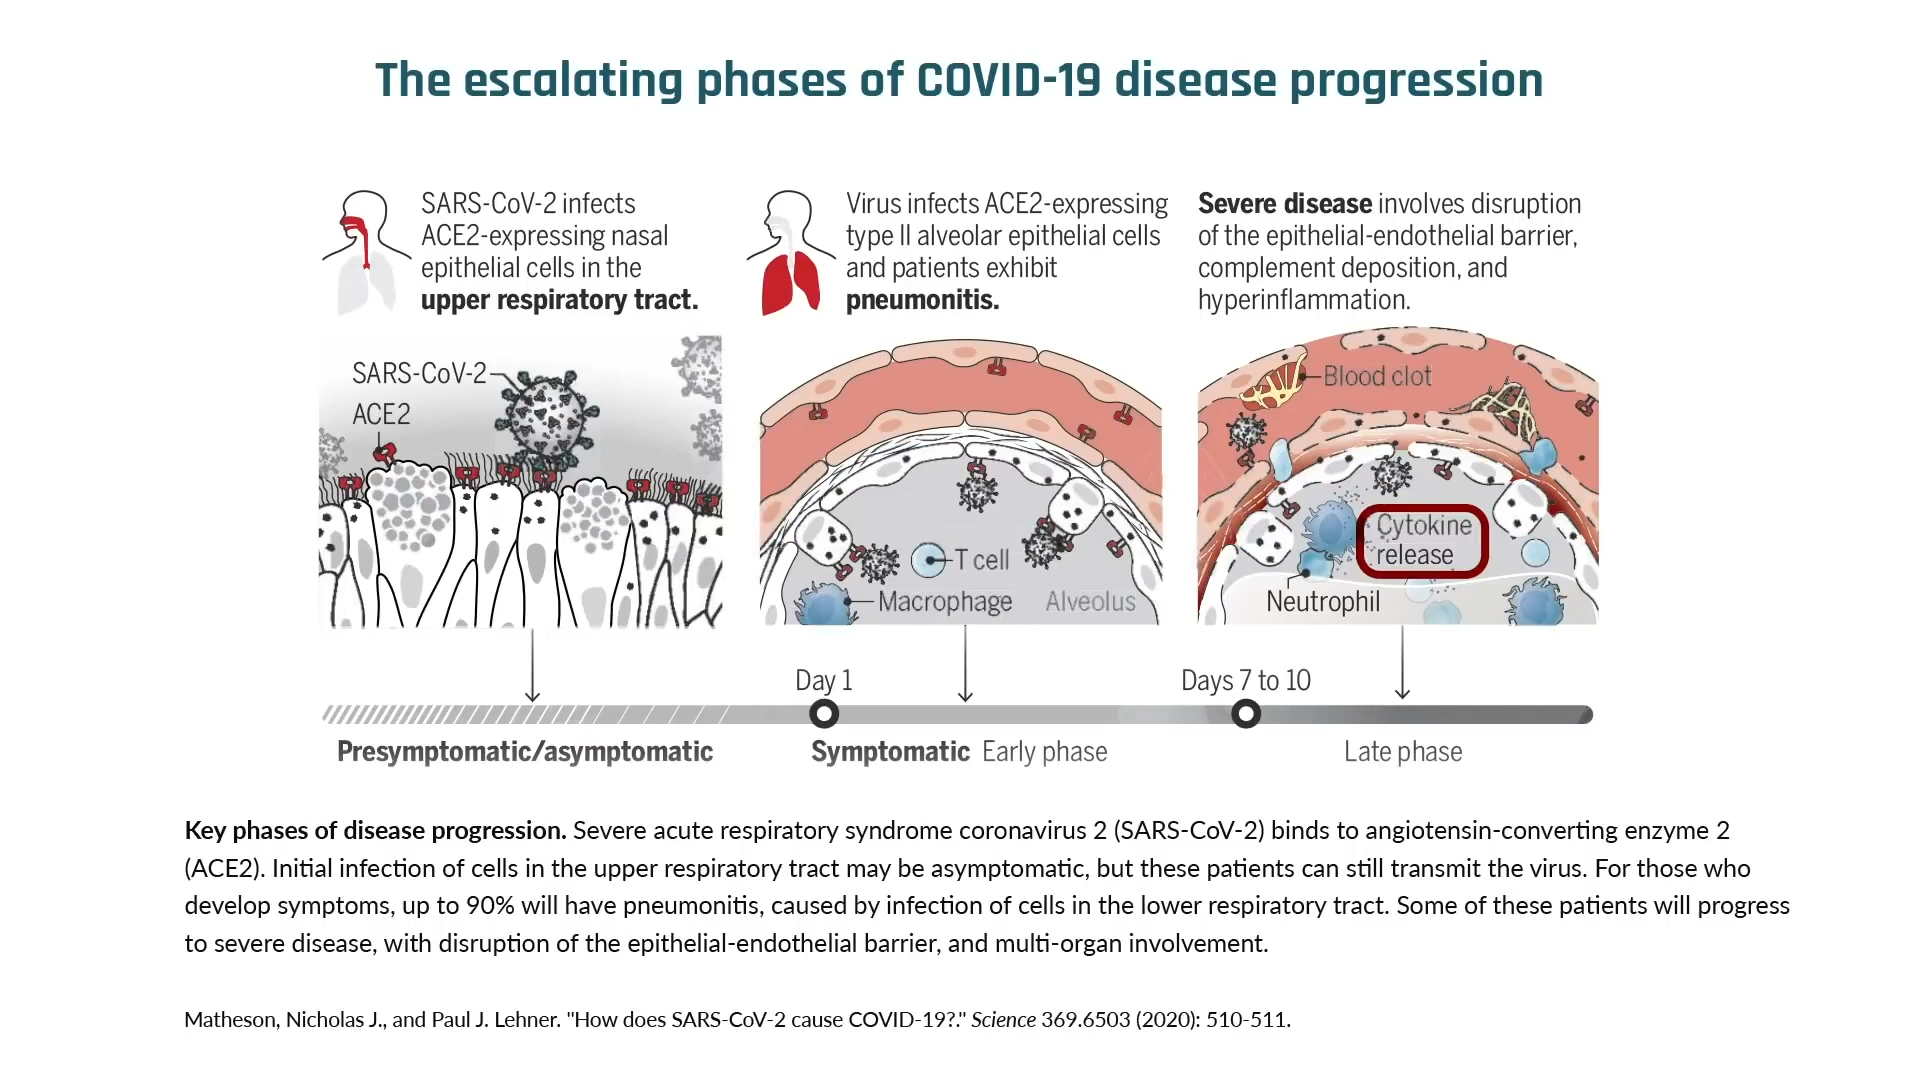 The escalating phases of COVID-19 disease progression
SARS-CoV-2 infects
ACE2-expressing nasal
epithelial cells in the
upper respiratory tract.
Virus infects ACE2-expressing
type II alveolar epithelial cells
and patients exhibit
pneumonitis.
Severe disease involves disruption
of the epithelial-endothelial barrier,
complement deposition, and
hyperinflammation.
SARS-CoV-2
ACE2
T cell
Macrophage
Alveolus
Blood clot
Cytokine
release
Neutrophil
Day 1
Days 7 to 10
Presymptomatic/asymptomatic
Symptomatic Early phase
Late phase
Key phases of disease progression. Severe acute respiratory syndrome coronavirus 2 (SARS-CoV-2) binds to angiotensin-converting enzyme 2
(ACE2). Initial infection of cells in the upper respiratory tract may be asymptomatic, but these patients can still transmit the virus. For those who
develop symptoms, up to 90% will have pneumonitis, caused by infection of cells in the lower respiratory tract. Some of these patients will progress
to severe disease, with disruption of the epithelial-endothelial barrier, and multi-organ involvement.
Matheson, Nicholas J., and Paul J. Lehner. "How does SARS-CoV-2 cause COVID-19?." Science 369.6503 (2020): 510-511.